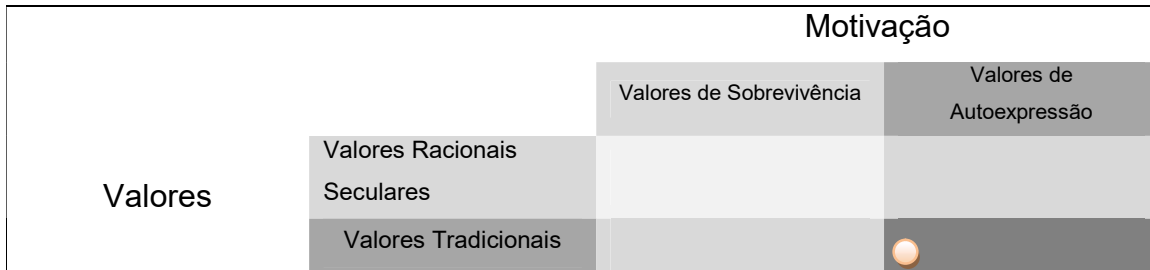 Motivação
Valores de Sobrevivência
Valores de
Autoexpressão
Valores
Valores Racionais
Seculares
Valores Tradicionais